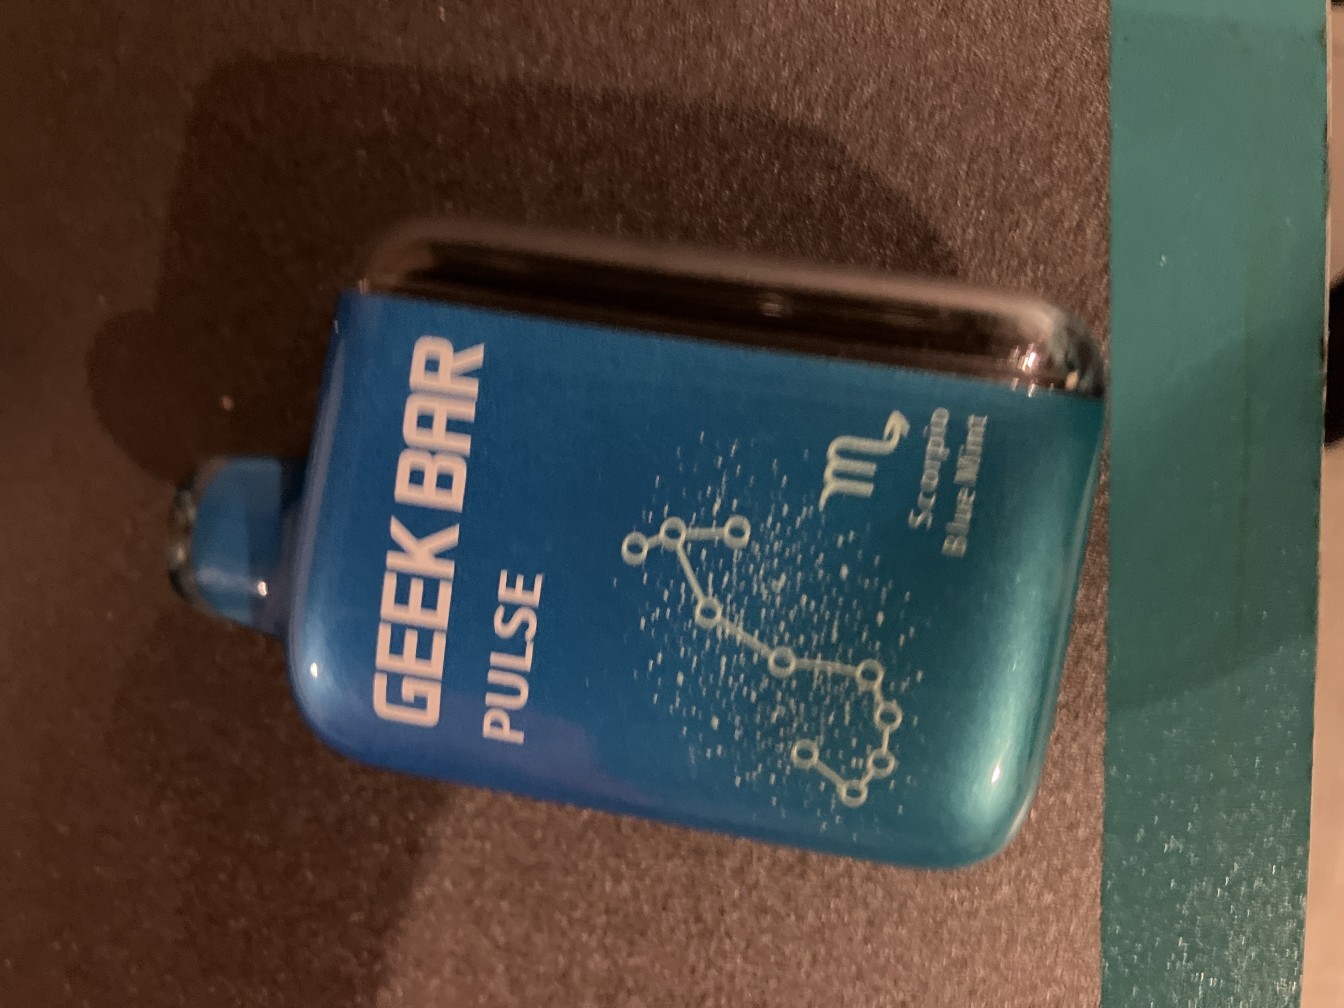 GEEK BAR
PULSE
♏
Scorpio
Blue Mint